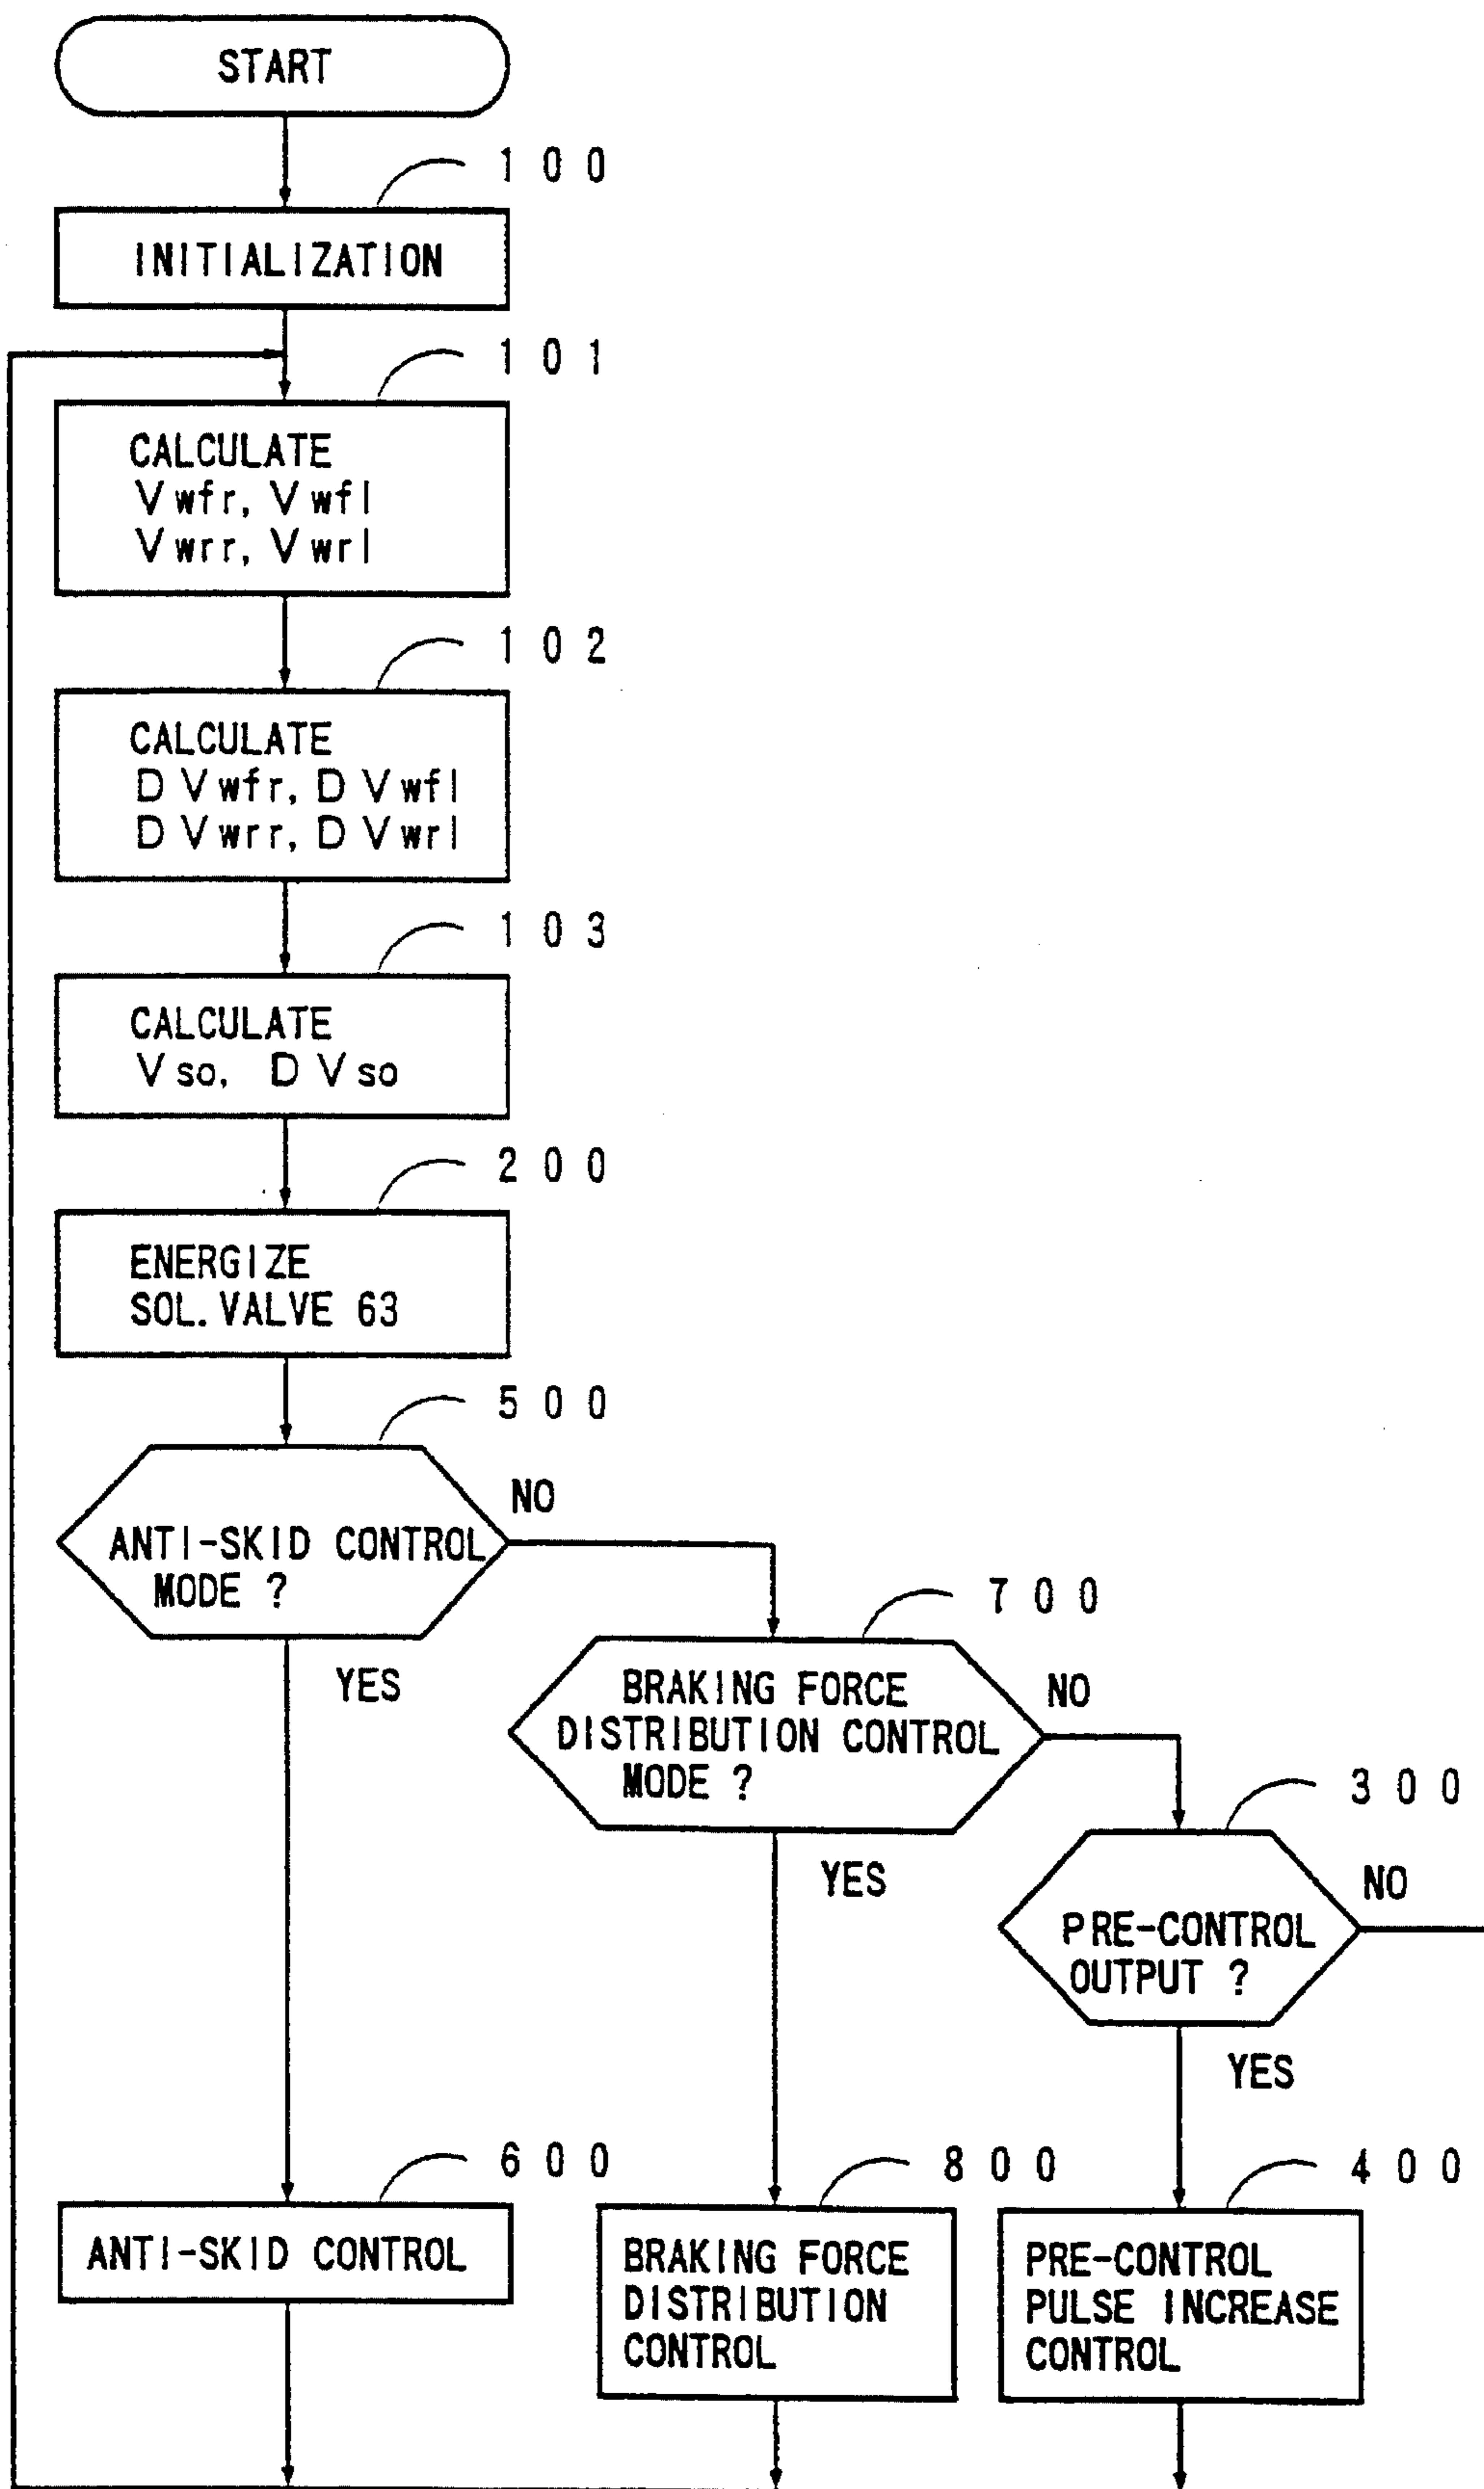 START
100
INITIALIZATION
101
CALCULATE
Vwfr, Vwfl
Vwrr, Vwrl
102
CALCULATE
DVwfr, DVwfl
DVwrr, DVwrl
103
CALCULATE
Vso, DVso
200
ENERGIZE
SOL. VALVE 63
500
ANTI-SKID CONTROL
MODE ?
NO
YES
700
BRAKING FORCE
DISTRIBUTION CONTROL
MODE ?
NO
YES
300
PRE-CONTROL
OUTPUT ?
NO
YES
600
ANTI-SKID CONTROL
800
BRAKING FORCE
DISTRIBUTION
CONTROL
400
PRE-CONTROL
PULSE INCREASE
CONTROL